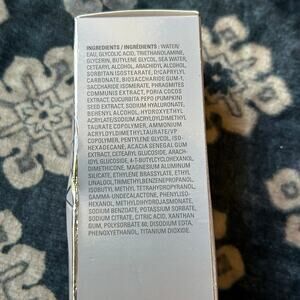 INGREDIENTS / INGRÉDIENTS : WATER/
EAU, GLYCOLIC ACID, TRIETHANOLAMINE,
GLYCERIN, BUTYLENE GLYCOL, SEA WATER,
CETEARYL ALCOHOL, ARACHIDYL ALCOHOL,
SORBITAN ISOSTEARATE, DICAPRYLYL
CARBONATE, BIOSACCHARIDE GUM-1,
SACCHARIDE ISOMERATE, PHRAGMITES
COMMUNIS EXTRACT, PORIA COCOS
EXTRACT, CUCURBITA PEPO (PUMPKIN)
SEED EXTRACT, SODIUM HYALURONATE,
BEHENYL ALCOHOL, HYDROXYETHYL
ACRYLATE/SODIUM ACRYLOYLDIMETHYL
TAURATE COPOLYMER, AMMONIUM
ACRYLOYLDIMETHYLTAURATE/VP
COPOLYMER, PENTYLENE GLYCOL, ISO-
HEXADECANE, ACACIA SENEGAL GUM
EXTRACT, CETEARYL GLUCOSIDE, ARACH-
IDYL GLUCOSIDE, 4-T-BUTYLCYCLOHEXANOL,
DIMETHICONE, MAGNESIUM ALUMINUM
SILICATE, ETHYLENE BRASSYLATE, ETHYL
LINALOOL, TRIMETHYLBENZENEPROPANOL,
ISOBUTYL METHYL TETRAHYDROPYRANOL,
GAMMA-UNDECALACTONE, PHENYLISO-
HEXANOL, METHYLDIHYDROJASMONATE,
SODIUM BENZOATE, POTASSIUM SORBATE,
SODIUM CITRATE, CITRIC ACID, XANTHAN
GUM, POLYSORBATE 60, DISODIUM EDTA,
PHENOXYETHANOL, TITANIUM DIOXIDE.